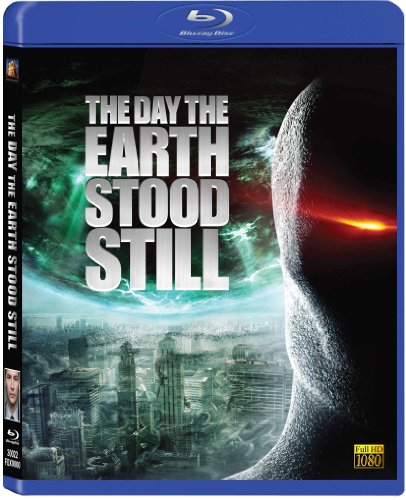 Blu-ray Disc
THE DAY THE
EARTH
STOOD
STILL
THE DAY THE EARTH STOOD STILL
Full HD
1080